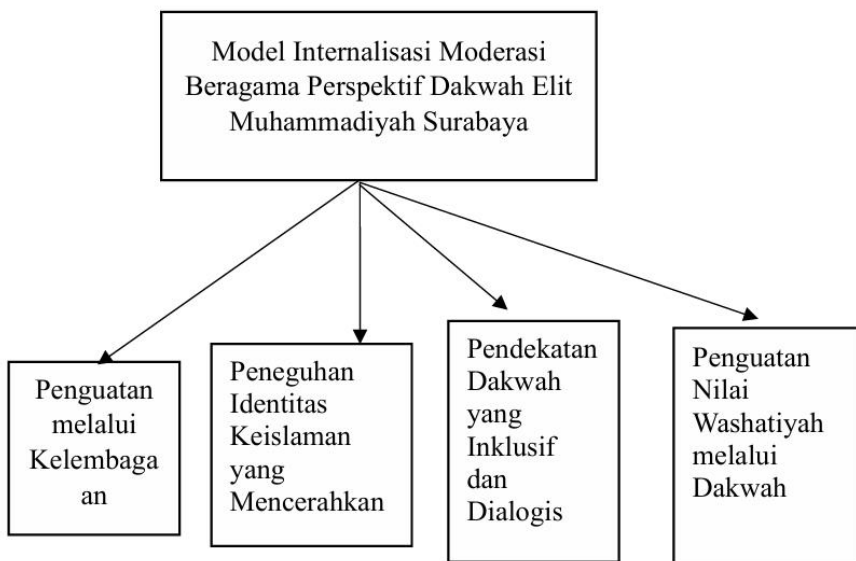 Model Internalisasi Moderasi
Beragama Perspektif Dakwah Elit
Muhammadiyah Surabaya
Penguatan
melalui
Kelembaga
an
Peneguhan
Identitas
Keislaman
yang
Mencerahkan
Pendekatan
Dakwah
yang
Inklusif
dan
Dialogis
Penguatan
Nilai
Washatiyah
melalui
Dakwah